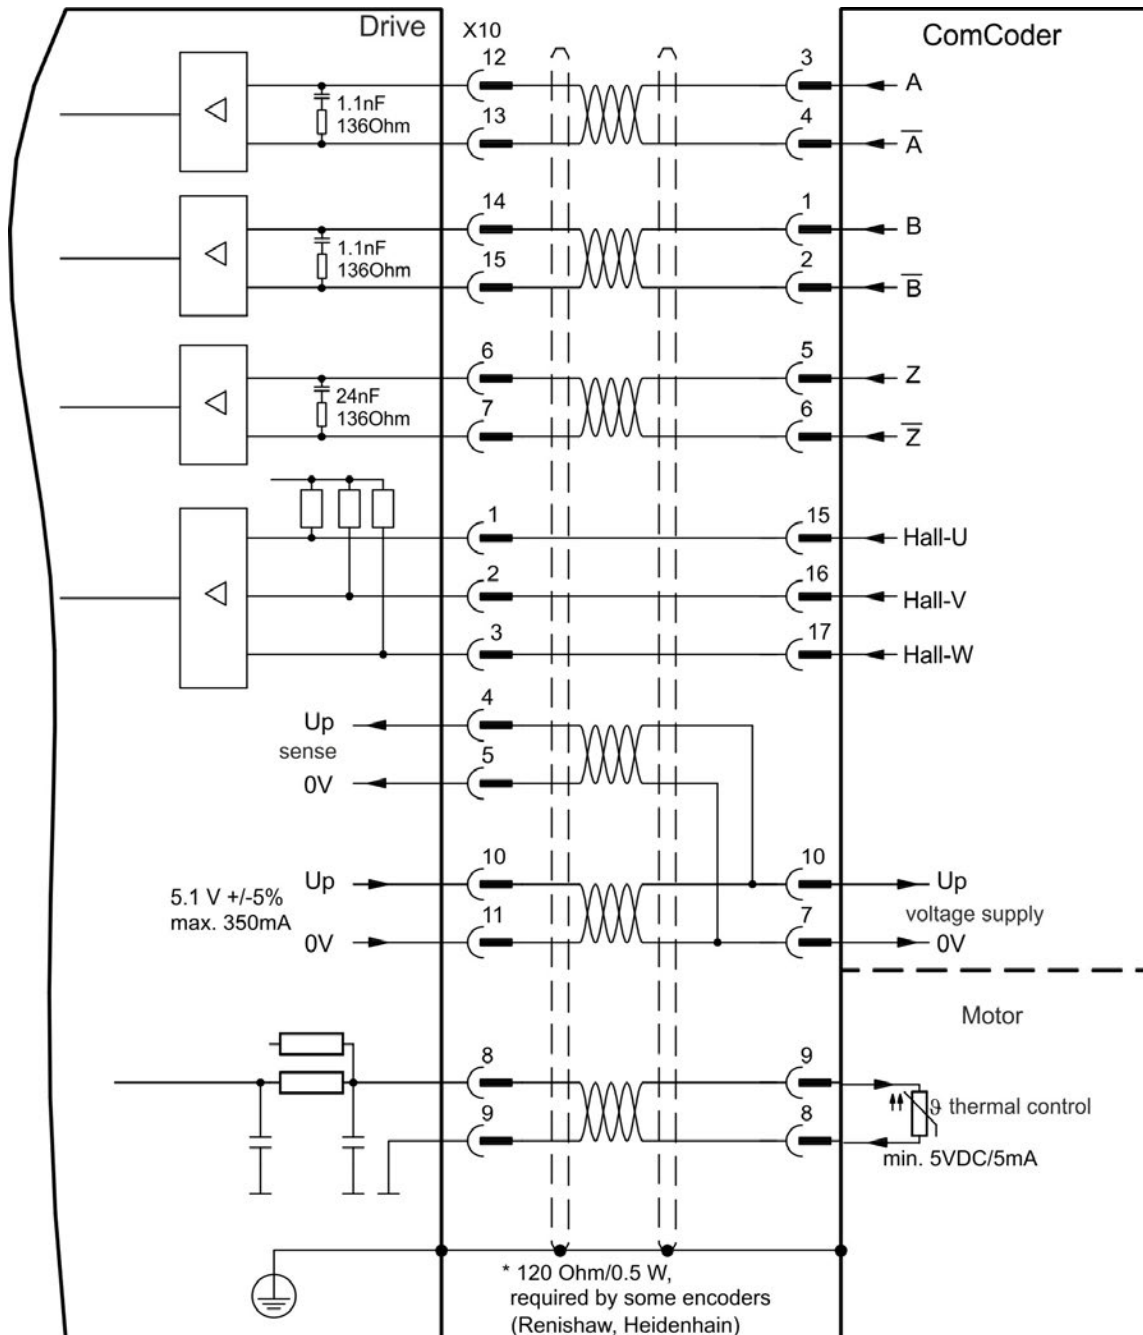 Drive
X10
ComCoder
12
3
A
1.1nF
136Ohm
13
4
A̅
14
1
B
1.1nF
136Ohm
15
2
B̅
6
5
Z
24nF
136Ohm
7
6
Z̅
1
15
Hall-U
2
16
Hall-V
3
17
Hall-W
4
Up
sense
5
0V
10
10
Up
Up
5.1 V +/-5%
max. 350mA
voltage supply
11
7
0V
0V
Motor
8
9
ϑ thermal control
9
8
min. 5VDC/5mA
* 120 Ohm/0.5 W,
required by some encoders
(Renishaw, Heidenhain)